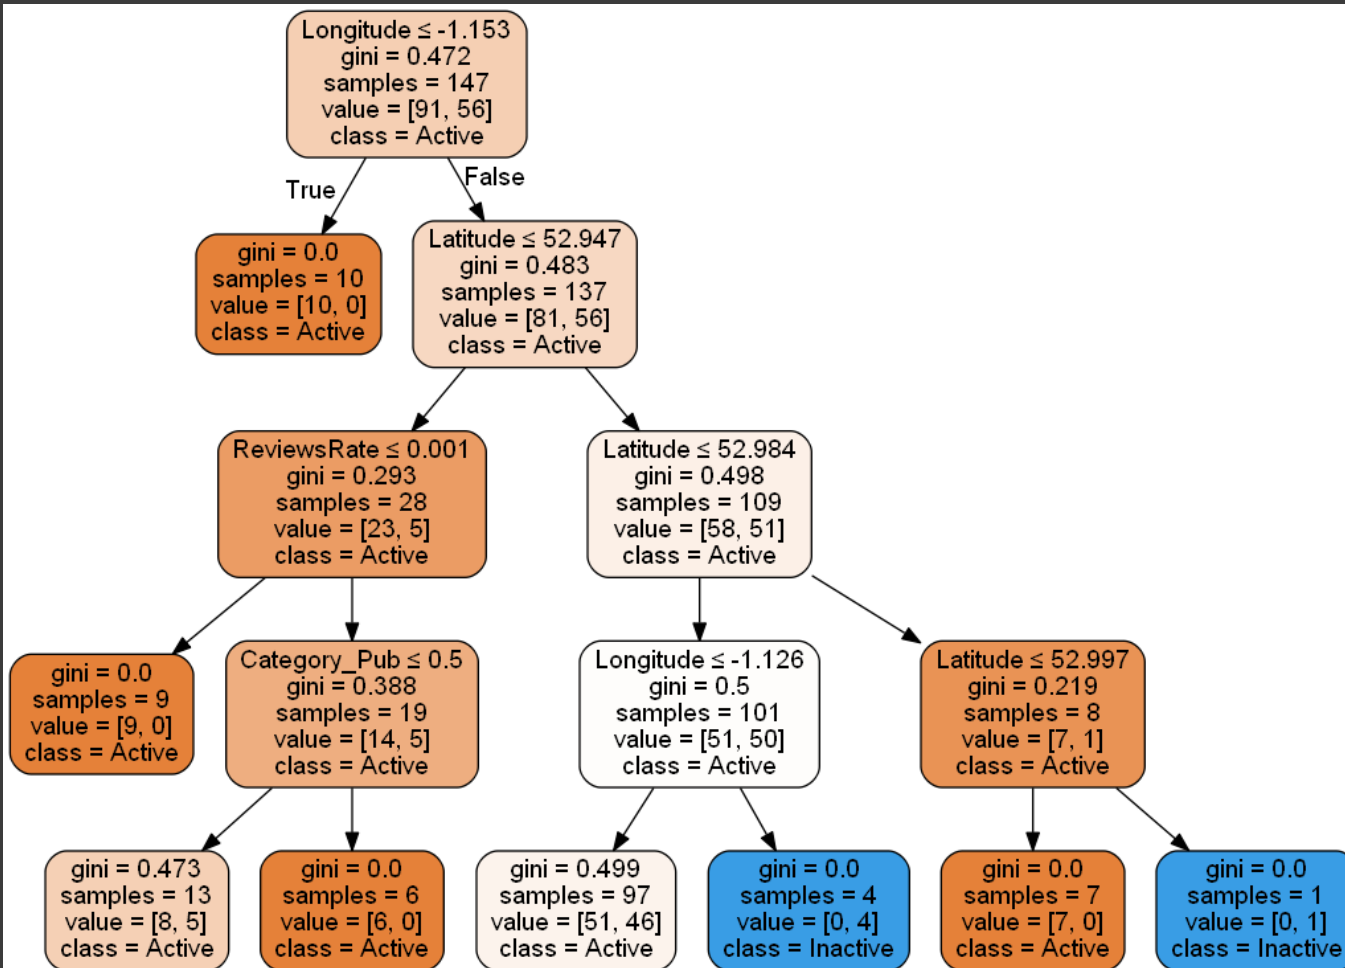 Longitude ≤ -1.153
gini = 0.472
samples = 147
value = [91, 56]
class = Active
True
False
gini = 0.0
samples = 10
value = [10, 0]
class = Active
Latitude ≤ 52.947
gini = 0.483
samples = 137
value = [81, 56]
class = Active
ReviewsRate ≤ 0.001
gini = 0.293
samples = 28
value = [23, 5]
class = Active
Latitude ≤ 52.984
gini = 0.498
samples = 109
value = [58, 51]
class = Active
gini = 0.0
samples = 9
value = [9, 0]
class = Active
Category_Pub ≤ 0.5
gini = 0.388
samples = 19
value = [14, 5]
class = Active
Longitude ≤ -1.126
gini = 0.5
samples = 101
value = [51, 50]
class = Active
Latitude ≤ 52.997
gini = 0.219
samples = 8
value = [7, 1]
class = Active
gini = 0.473
samples = 13
value = [8, 5]
class = Active
gini = 0.0
samples = 6
value = [6, 0]
class = Active
gini = 0.499
samples = 97
value = [51, 46]
class = Active
gini = 0.0
samples = 4
value = [0, 4]
class = Inactive
gini = 0.0
samples = 7
value = [7, 0]
class = Active
gini = 0.0
samples = 1
value = [0, 1]
class = Inactive